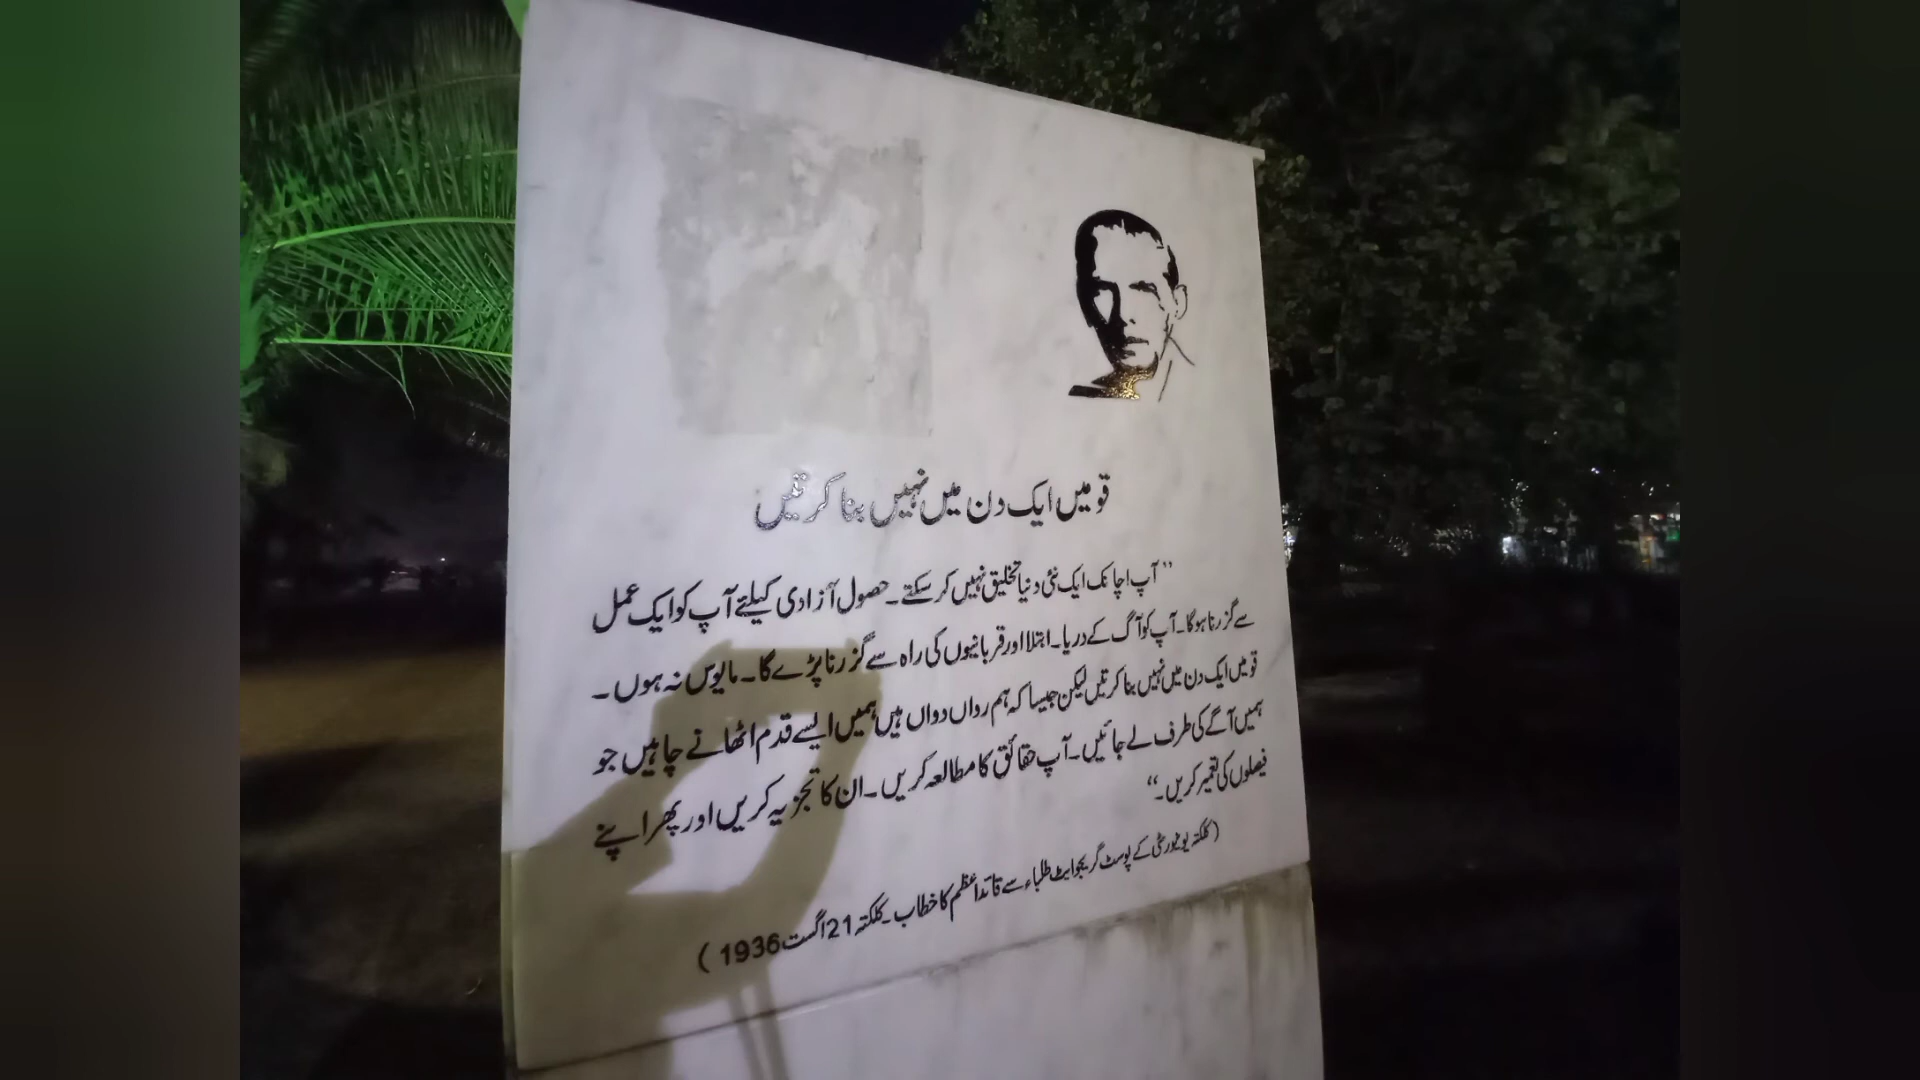 قومیں ایک دن میں نہیں بنا کرتیں
”آپ اچانک ایک نئی دنیا تخلیق نہیں کر سکتے۔ حصول آزادی کیلئے آپ کو ایک عمل
سے گزرنا ہوگا۔ آپ کو آگ کے دریا۔ ابتلا اور قربانیوں کی راہ سے گزرنا پڑے گا۔ مایوس نہ ہوں۔
قومیں ایک دن میں نہیں بنا کرتیں لیکن جیسا کہ ہم رواں دواں ہیں ہمیں ایسے قدم اٹھانے چاہیں جو
ہمیں آگے کی طرف لے جائیں۔ آپ حقائق کا مطالعہ کریں۔ ان کا تجزیہ کریں اور پھر اپنے
فیصلوں کی تعمیر کریں۔“
(کلکتہ یونیورسٹی کے پوسٹ گریجوایٹ طلباء سے قائداعظم کا خطاب۔ کلکتہ 21 اگست 1936)